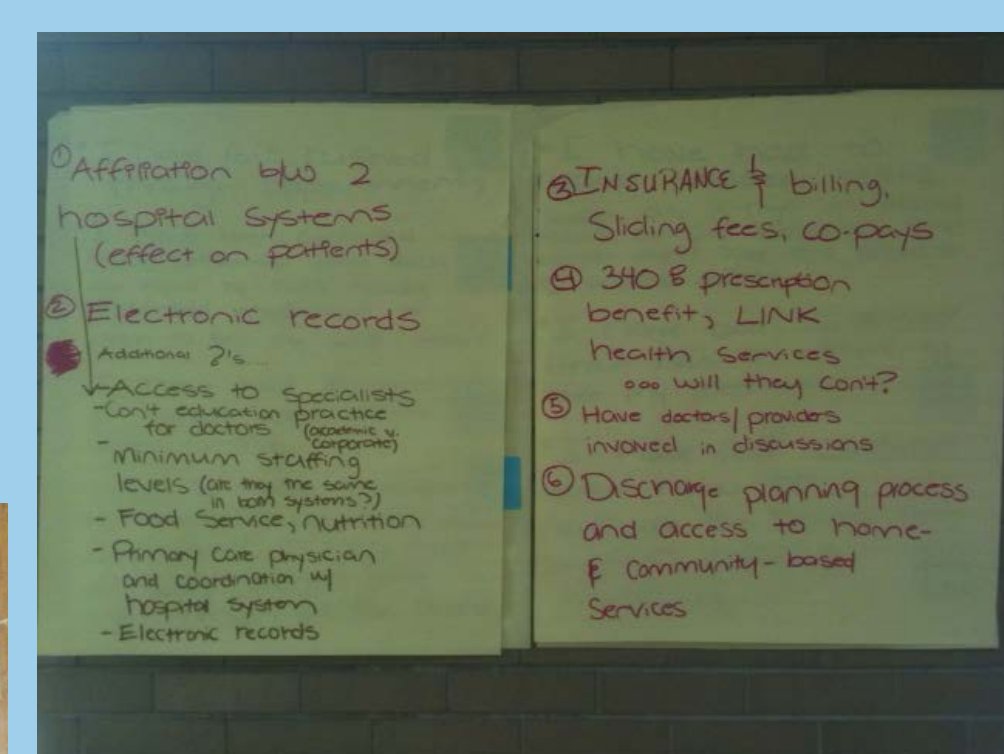 ① Affiliation b/w 2
hospital systems
(effect on patients)
② Electronic records
Additional ?'s...
Access to specialists
- Con't education practice
for doctors (academic v.
corporate)
- Minimum staffing
levels (are they the same
in both systems?)
- Food Service, nutrition
- Primary care physician
and coordination w/
hospital system
- Electronic records
③ INSURANCE & billing,
Sliding fees, co-pays
④ 340 B prescription
benefit, LINK
health services
ooo will they con't?
⑤ Have doctors/providers
involved in discussions
⑥ Discharge planning process
and access to home-
& community-based
Services